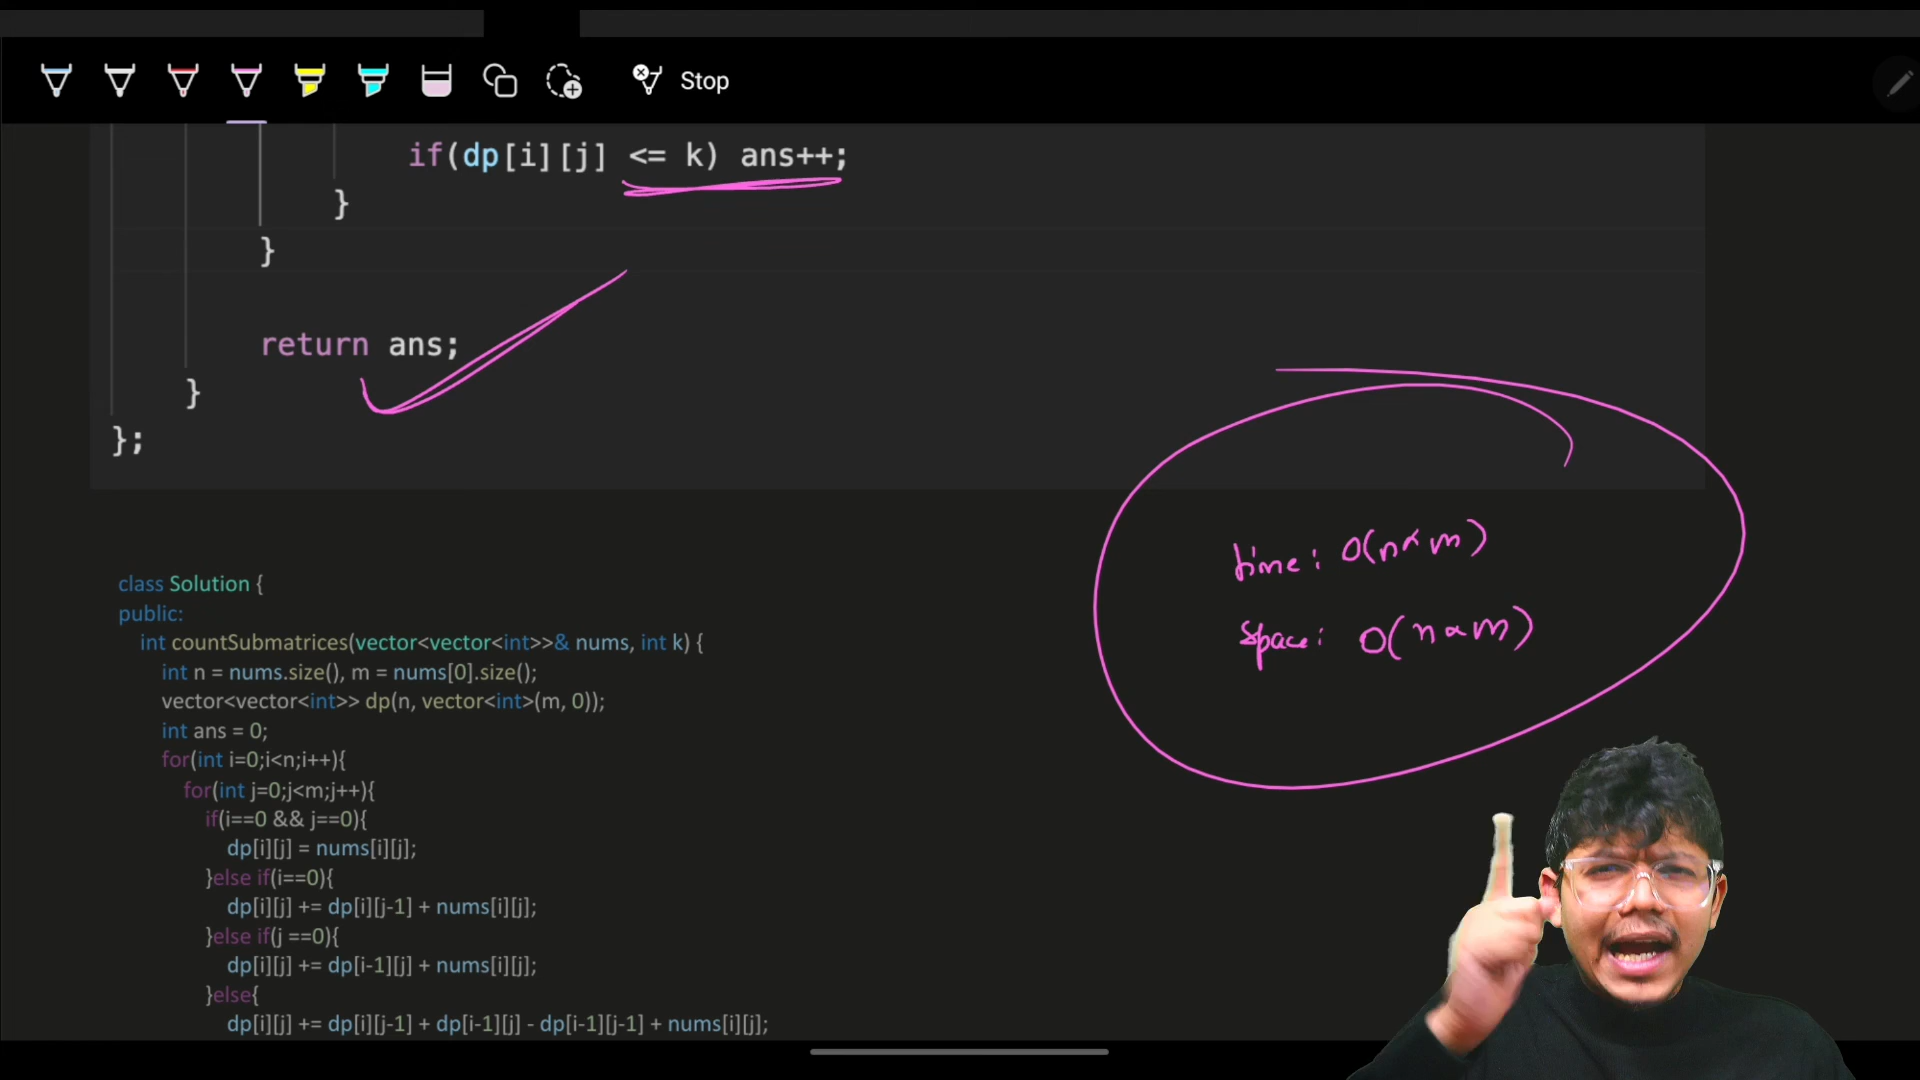 Stop
if(dp[i][j] <= k) ans++;
}
}
return ans;
}
};
time: O(n*m)
space: O(n*m)
class Solution {
public:
int countSubmatrices(vector<vector<int>>& nums, int k) {
int n = nums.size(), m = nums[0].size();
vector<vector<int>> dp(n, vector<int>(m, 0));
int ans = 0;
for(int i=0;i<n;i++){
for(int j=0;j<m;j++){
if(i==0 && j==0){
dp[i][j] = nums[i][j];
}else if(i==0){
dp[i][j] += dp[i][j-1] + nums[i][j];
}else if(j ==0){
dp[i][j] += dp[i-1][j] + nums[i][j];
}else{
dp[i][j] += dp[i][j-1] + dp[i-1][j] - dp[i-1][j-1] + nums[i][j];